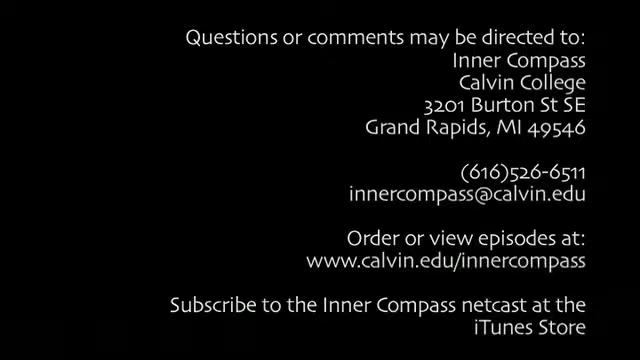 Questions or comments may be directed to:
Inner Compass
Calvin College
3201 Burton St SE
Grand Rapids, MI 49546
(616)526-6511
innercompass@calvin.edu
Order or view episodes at:
www.calvin.edu/innercompass
Subscribe to the Inner Compass netcast at the
iTunes Store